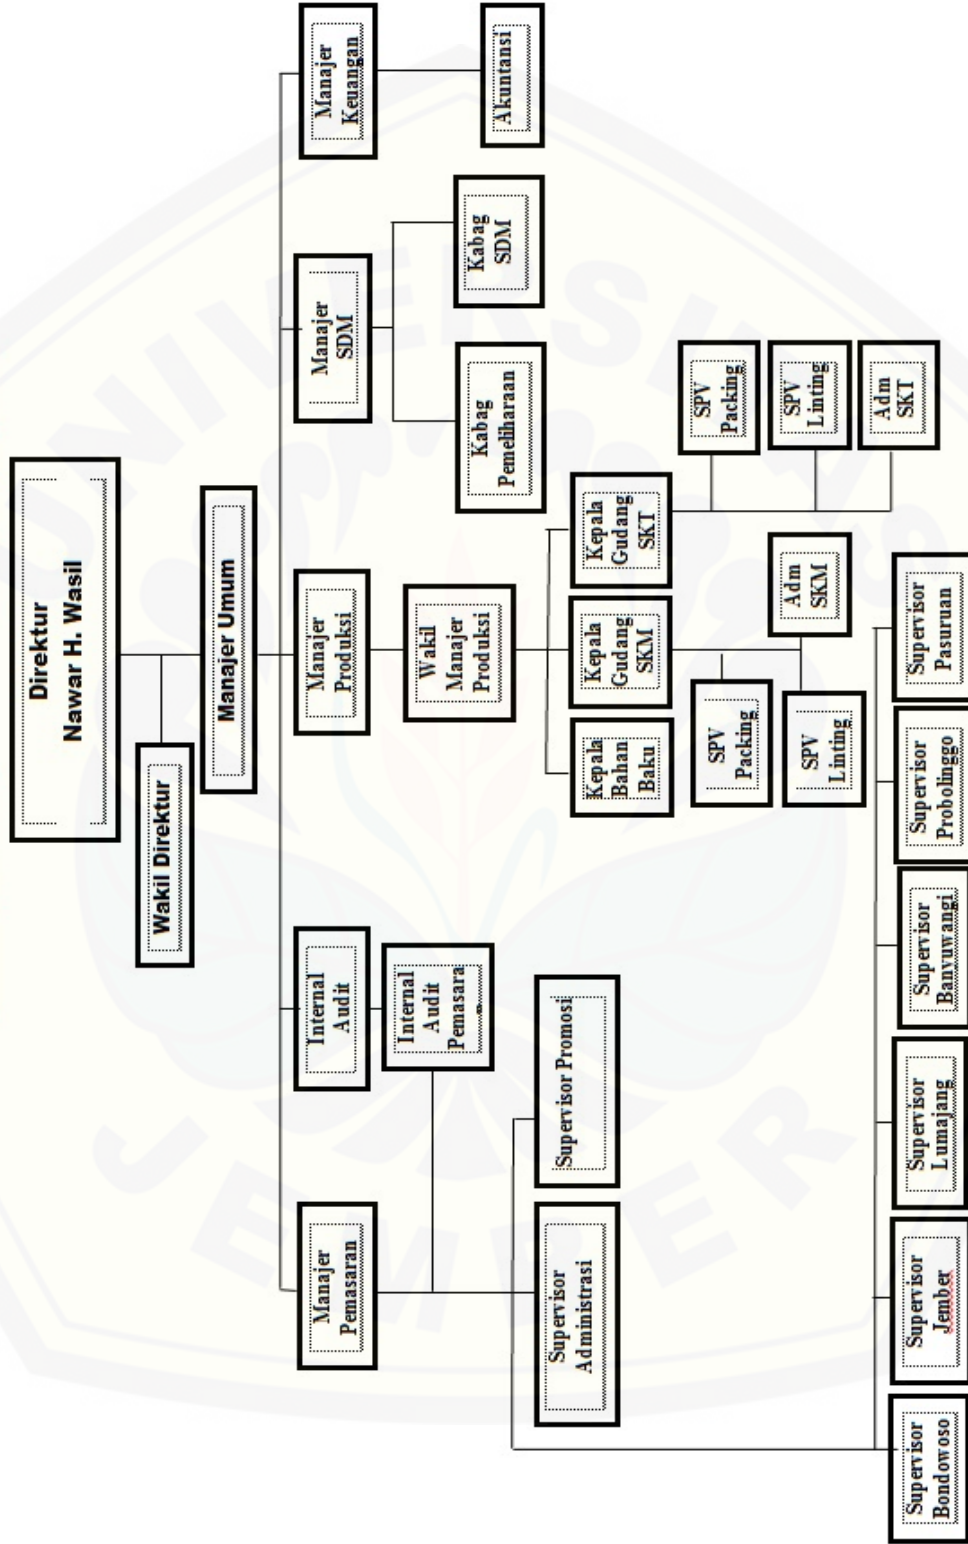 Direktur
Nawar H. Wasil
Wakil Direktur
Manajer Umum
Manajer
Pemasaran
Internal
Audit
Manajer
Produksi
Manajer
SDM
Manajer
Keuangan
Internal
Audit
Pemasara
Wakil
Manajer
Produksi
Kabag
Pemeliharaan
Kabag
SDM
Akuntansi
Supervisor
Administrasi
Supervisor Promosi
Kepala
Bahan
Baku
Kepala
Gudang
SKM
Kepala
Gudang
SKT
SPV
Packing
SPV
Linting
Adm
SKM
SPV
Packing
SPV
Linting
Adm
SKT
Supervisor
Bondowoso
Supervisor
Jember
Supervisor
Lumajang
Supervisor
Banyuwangi
Supervisor
Probolinggo
Supervisor
Pasuruan
UNIVERSITAS
JEMBER